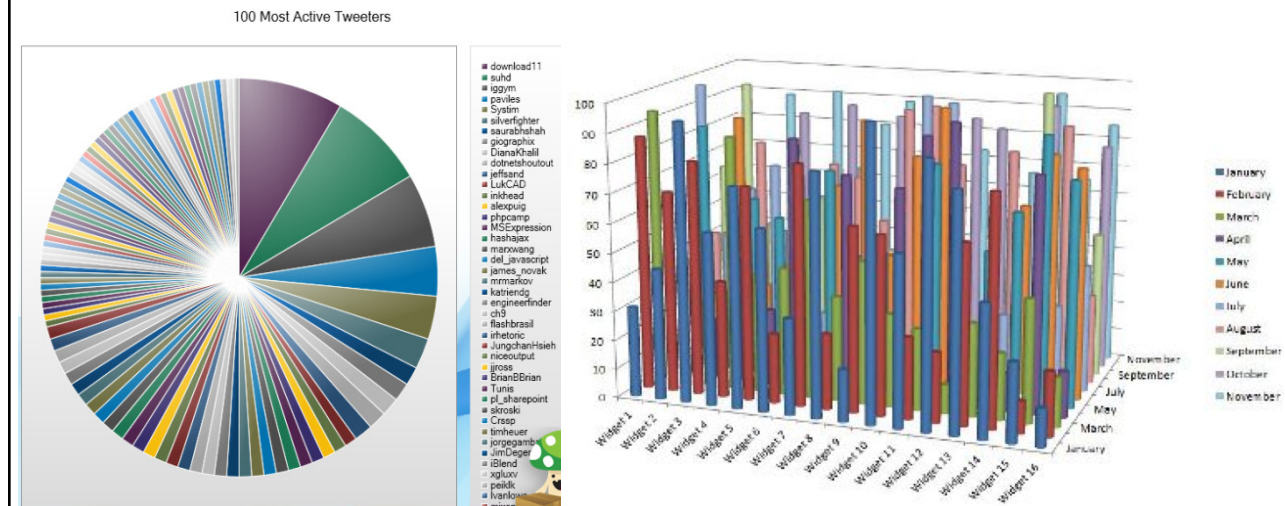 100 Most Active Tweeters
download11
suhd
iggym
paviles
Systim
silverfighter
saurabhshah
giographix
DianaKhalil
dotnetshoutout
jeffsand
LukCAD
inkhead
alexpuig
phpcamp
MSExpression
hashajax
marxwang
del_javascript
james_novak
mrmarkov
katriendg
engineerfinder
ch9
flashbrasil
irhetoric
JungchanHsieh
niceoutput
jjross
BrianBBrian
Tunis
pl_sharepoint
skroski
Crssp
timheuer
iBlend
xgluxv
peiklk
100
90
80
70
60
50
40
30
20
10
0
Widget 1
Widget 2
Widget 3
Widget 4
Widget 5
Widget 6
Widget 7
Widget 8
Widget 9
Widget 10
Widget 11
Widget 12
Widget 13
Widget 14
Widget 15
Widget 16
November
September
July
May
March
January
January
February
March
April
May
June
July
August
September
October
November